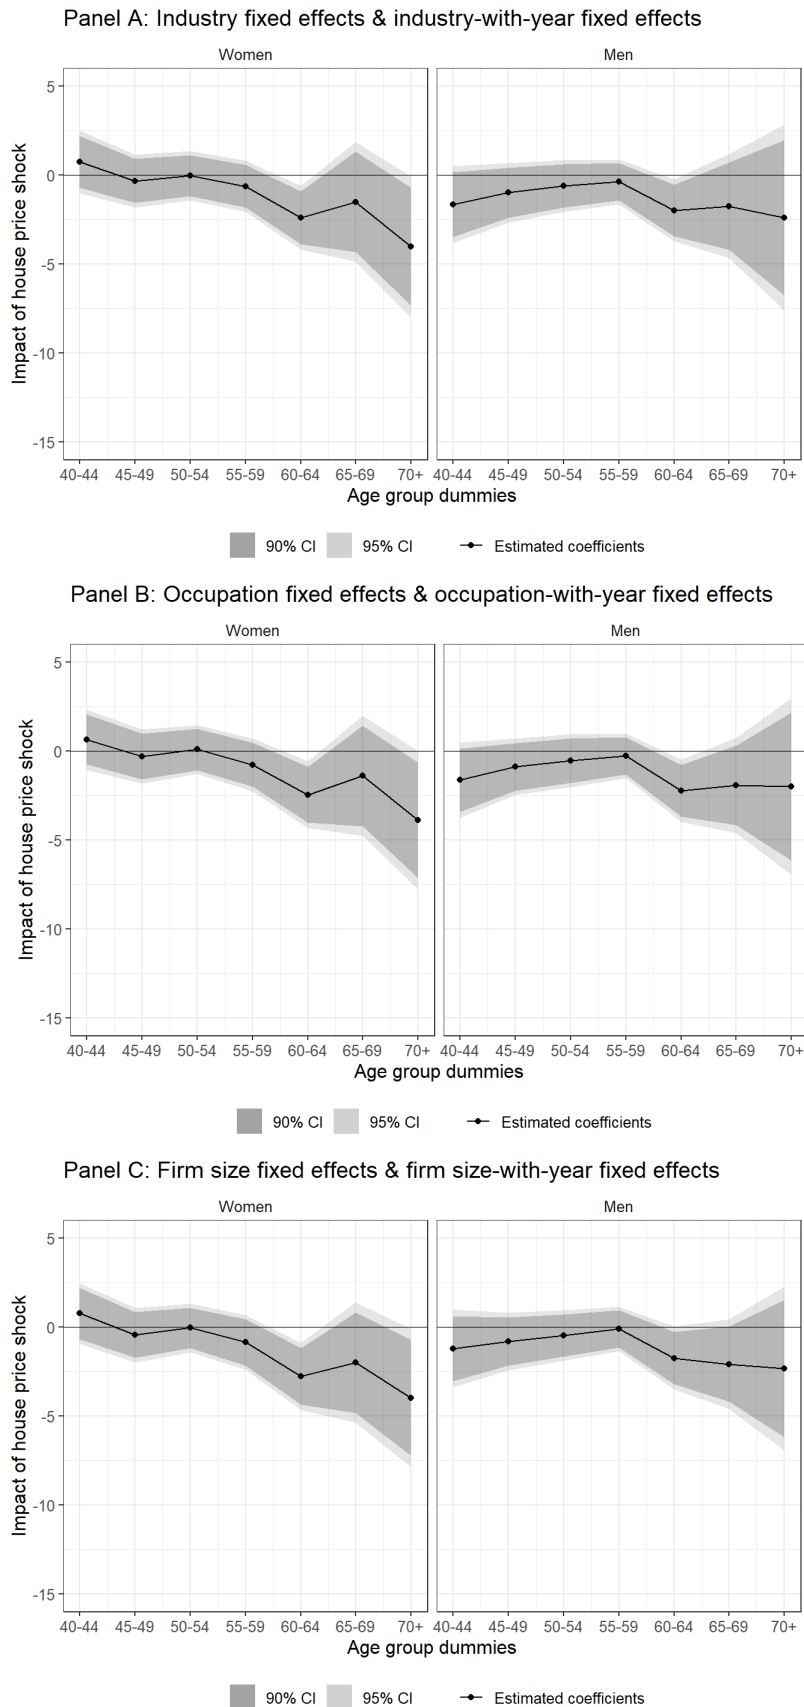 Panel A: Industry fixed effects & industry-with-year fixed effects
Women
Men
Impact of house price shock
5
0
-5
-10
-15
40-44 45-49 50-54 55-59 60-64 65-69 70+
40-44 45-49 50-54 55-59 60-64 65-69 70+
Age group dummies
90% CI 95% CI Estimated coefficients
Panel B: Occupation fixed effects & occupation-with-year fixed effects
Women
Men
Impact of house price shock
5
0
-5
-10
-15
40-44 45-49 50-54 55-59 60-64 65-69 70+
40-44 45-49 50-54 55-59 60-64 65-69 70+
Age group dummies
90% CI 95% CI Estimated coefficients
Panel C: Firm size fixed effects & firm size-with-year fixed effects
Women
Men
Impact of house price shock
5
0
-5
-10
-15
40-44 45-49 50-54 55-59 60-64 65-69 70+
40-44 45-49 50-54 55-59 60-64 65-69 70+
Age group dummies
90% CI 95% CI Estimated coefficients